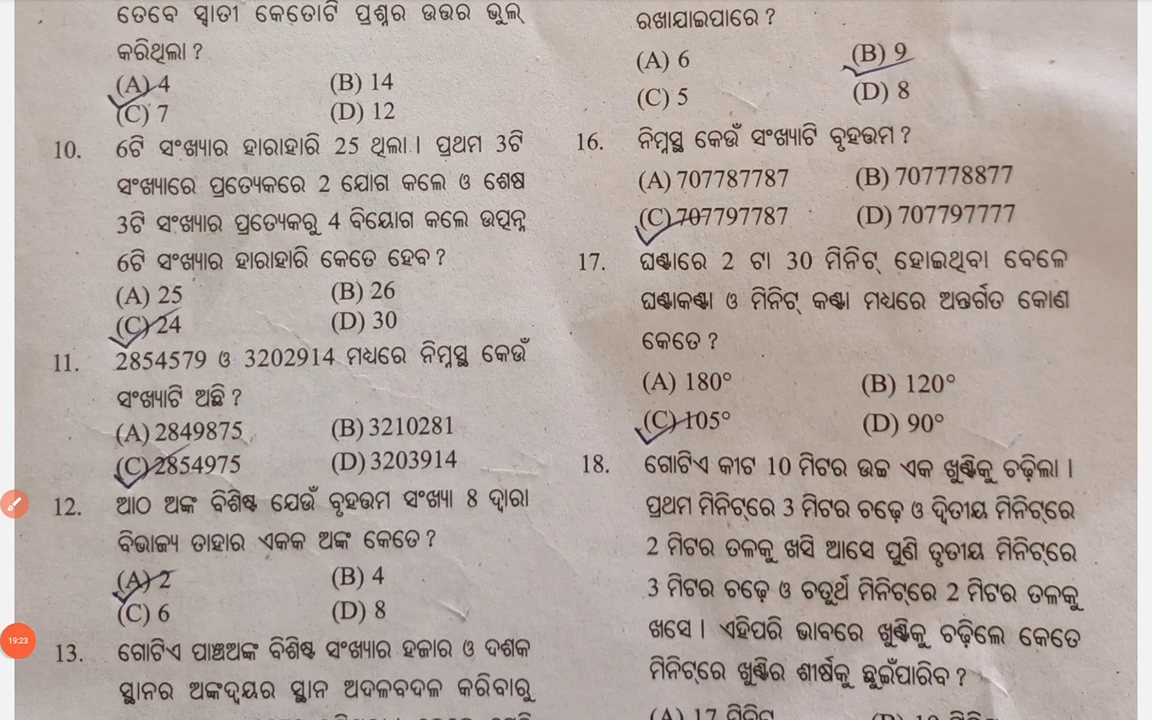 ତେବେ ସ୍ୱାତୀ କେତୋଟି ପ୍ରଶ୍ନର ଉତ୍ତର ଭୁଲ୍
କରିଥିଲା ?
(A) 4 (B) 14
(C) 7 (D) 12
10. 6ଟି ସଂଖ୍ୟାର ହାରାହାରି 25 ଥିଲା । ପ୍ରଥମ 3ଟି
ସଂଖ୍ୟାରେ ପ୍ରତ୍ୟେକରେ 2 ଯୋଗ କଲେ ଓ ଶେଷ
3ଟି ସଂଖ୍ୟାର ପ୍ରତ୍ୟେକରୁ 4 ବିୟୋଗ କଲେ ଉତ୍ପନ୍ନ
6ଟି ସଂଖ୍ୟାର ହାରାହାରି କେତେ ହେବ ?
(A) 25 (B) 26
(C) 24 (D) 30
11. 2854579 ଓ 3202914 ମଧ୍ୟରେ ନିମ୍ନସ୍ଥ କେଉଁ
ସଂଖ୍ୟାଟି ଅଛି ?
(A) 2849875 (B) 3210281
(C) 2854975 (D) 3203914
12. ଆଠ ଅଙ୍କ ବିଶିଷ୍ଟ ଯେଉଁ ବୃହତ୍ତମ ସଂଖ୍ୟା 8 ଦ୍ୱାରା
ବିଭାଜ୍ୟ ତାହାର ଏକକ ଅଙ୍କ କେତେ ?
(A) 2 (B) 4
(C) 6 (D) 8
13. ଗୋଟିଏ ପାଞ୍ଚଅଙ୍କ ବିଶିଷ୍ଟ ସଂଖ୍ୟାର ହଜାର ଓ ଦଶକ
ସ୍ଥାନର ଅଙ୍କଦ୍ୱୟର ସ୍ଥାନ ଅଦଳବଦଳ କରିବାରୁ
ରଖାଯାଇପାରେ ?
(A) 6 (B) 9
(C) 5 (D) 8
16. ନିମ୍ନସ୍ଥ କେଉଁ ସଂଖ୍ୟାଟି ବୃହତ୍ତମ ?
(A) 707787787 (B) 707778877
(C) 707797787 (D) 707797777
17. ଘଣ୍ଟାରେ 2 ଟା 30 ମିନିଟ୍ ହୋଇଥିବା ବେଳେ
ଘଣ୍ଟାକଣ୍ଟା ଓ ମିନିଟ୍ କଣ୍ଟା ମଧ୍ୟରେ ଅନ୍ତର୍ଗତ କୋଣ
କେତେ ?
(A) 180° (B) 120°
(C) 105° (D) 90°
18. ଗୋଟିଏ କୀଟ 10 ମିଟର ଉଚ୍ଚ ଏକ ଖୁଣ୍ଟିକୁ ଚଢ଼ିଲା ।
ପ୍ରଥମ ମିନିଟ୍‌ରେ 3 ମିଟର ଚଢ଼େ ଓ ଦ୍ୱିତୀୟ ମିନିଟ୍‌ରେ
2 ମିଟର ତଳକୁ ଖସି ଆସେ ପୁଣି ତୃତୀୟ ମିନିଟ୍‌ରେ
3 ମିଟର ଚଢ଼େ ଓ ଚତୁର୍ଥ ମିନିଟ୍‌ରେ 2 ମିଟର ତଳକୁ
ଖସେ । ଏହିପରି ଭାବରେ ଖୁଣ୍ଟିକୁ ଚଢ଼ିଲେ କେତେ
ମିନିଟ୍‌ରେ ଖୁଣ୍ଟିର ଶୀର୍ଷକୁ ଛୁଇଁପାରିବ ?
(A) 17 ମିନିଟ୍
19:23